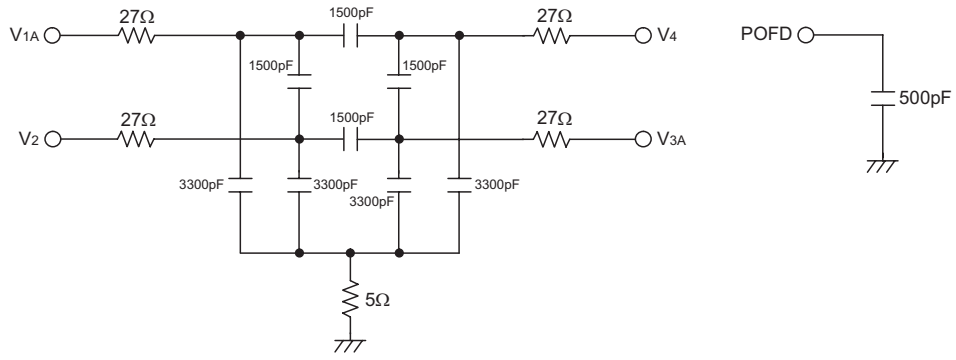 1500pF
27Ω
27Ω
V1A
V4
POFD
1500pF
1500pF
500pF
27Ω
1500pF
27Ω
V2
V3A
3300pF
3300pF
3300pF
3300pF
5Ω